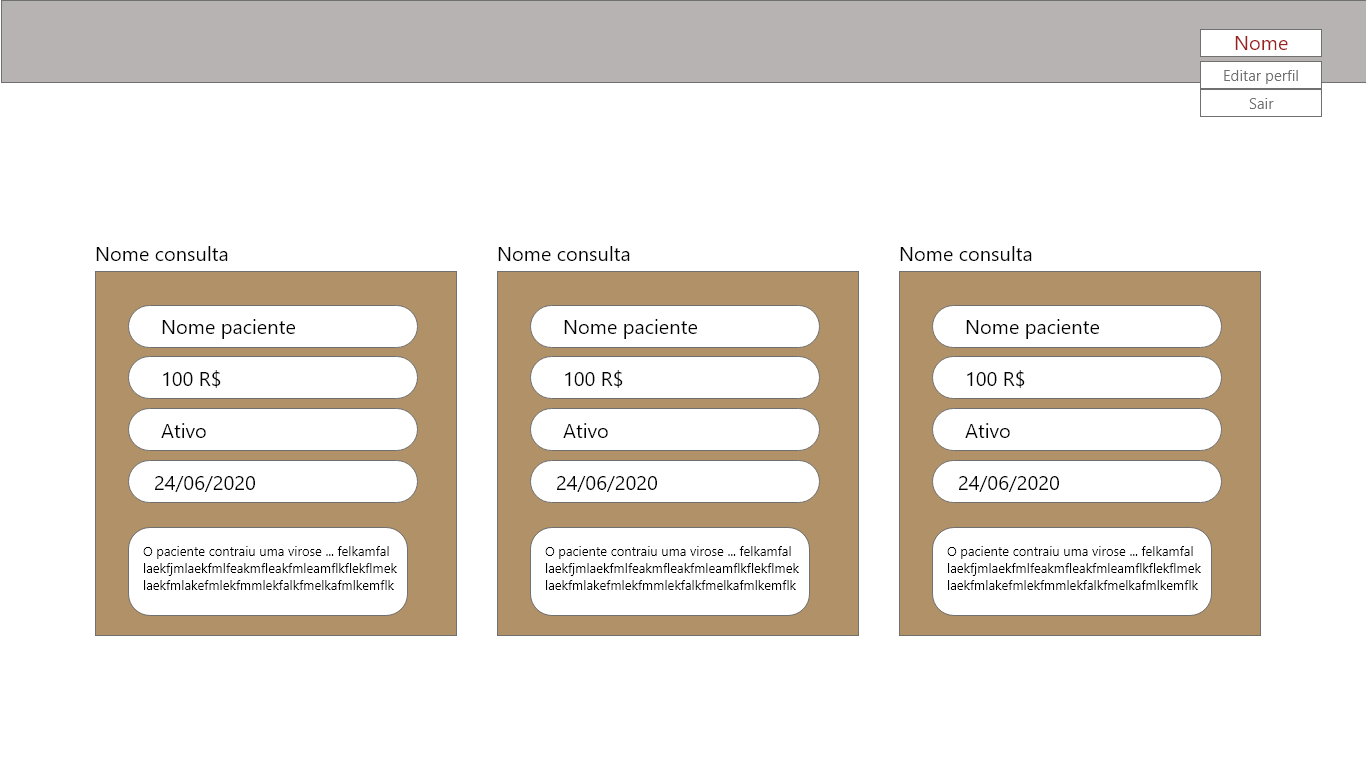 Nome
Editar perfil
Sair
Nome consulta
Nome paciente
100 R$
Ativo
24/06/2020
O paciente contraiu uma virose ... felkamfal
laekfjmlaekfmlfeakmfleakfmleamflkflekflmek
laekfmlakefmlekfmmlekfalkfmelkafmlkemflk
Nome consulta
Nome paciente
100 R$
Ativo
24/06/2020
O paciente contraiu uma virose ... felkamfal
laekfjmlaekfmlfeakmfleakfmleamflkflekflmek
laekfmlakefmlekfmmlekfalkfmelkafmlkemflk
Nome consulta
Nome paciente
100 R$
Ativo
24/06/2020
O paciente contraiu uma virose ... felkamfal
laekfjmlaekfmlfeakmfleakfmleamflkflekflmek
laekfmlakefmlekfmmlekfalkfmelkafmlkemflk